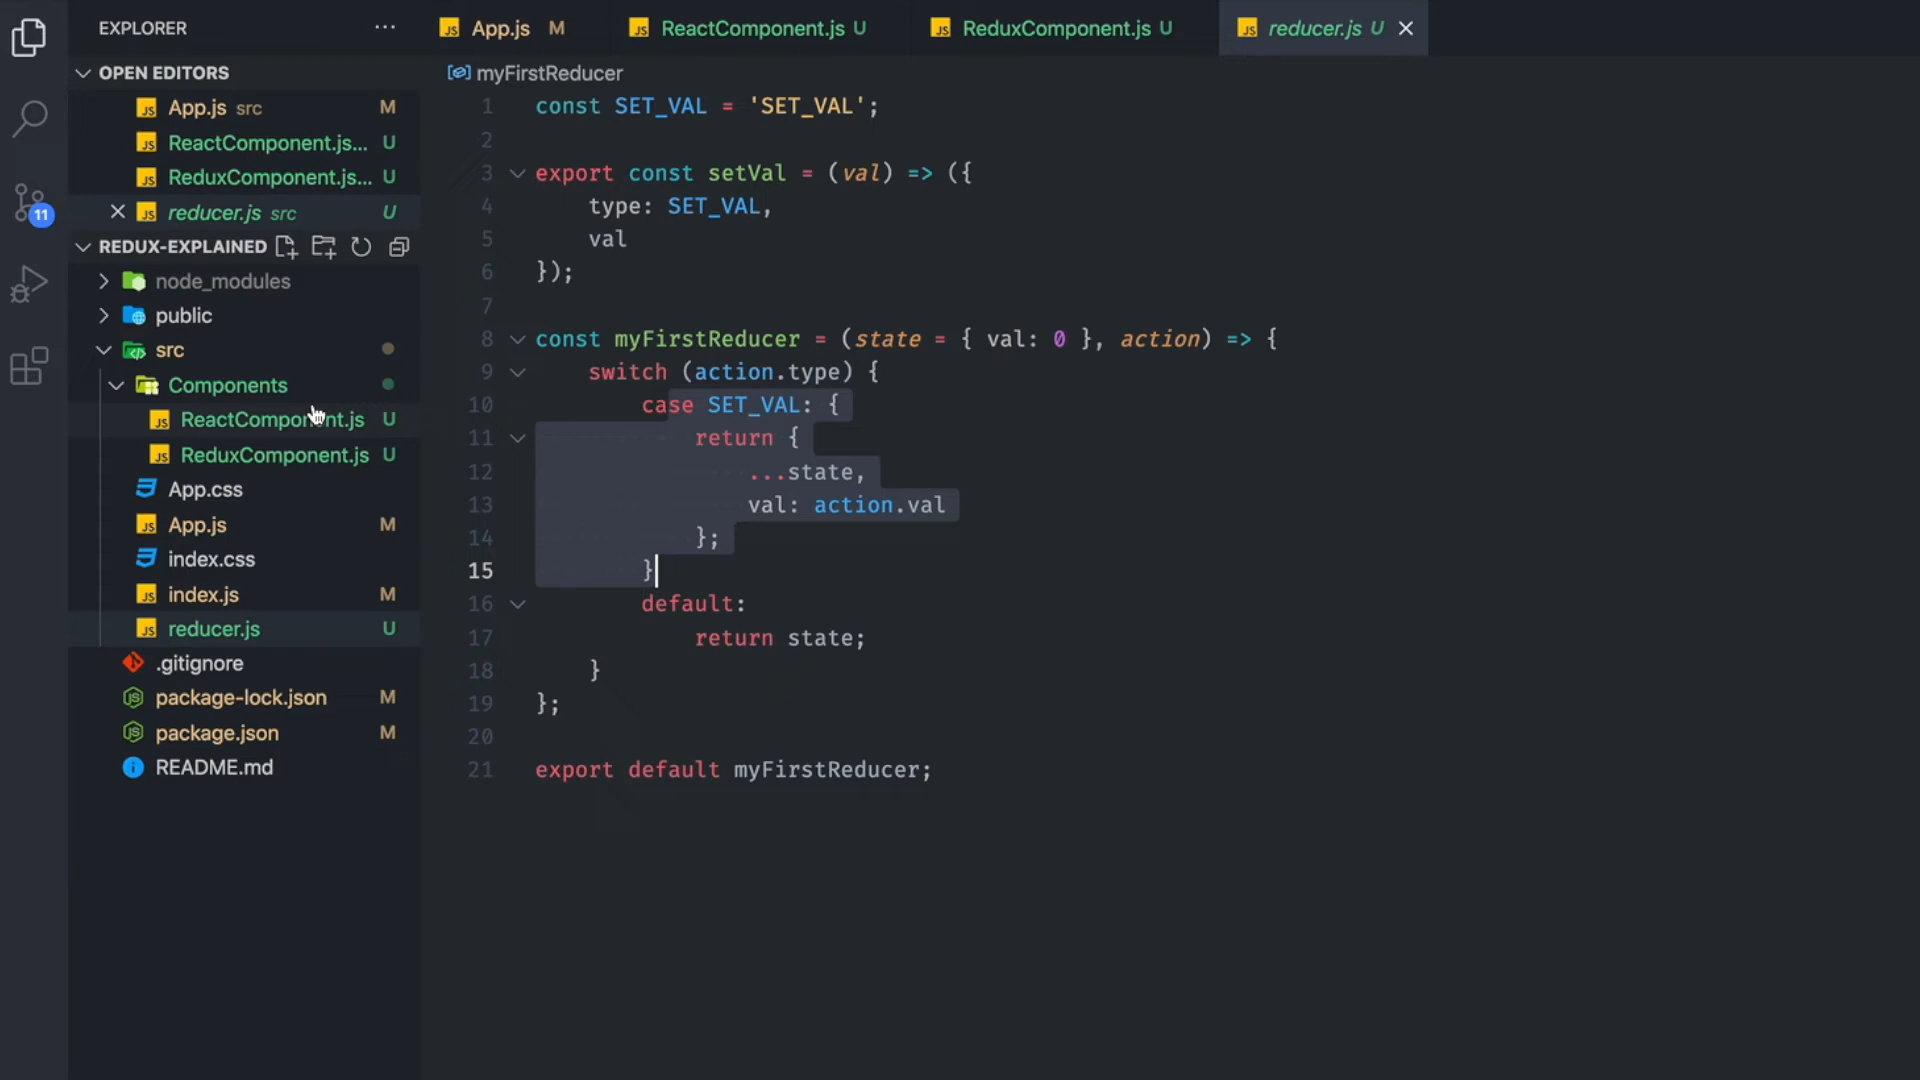 EXPLORER ···
App.js M
ReactComponent.js U
ReduxComponent.js U
reducer.js U
OPEN EDITORS
App.js src M
ReactComponent.js... U
ReduxComponent.js... U
reducer.js src U
REDUX-EXPLAINED
node_modules
public
src
Components
ReactComponent.js U
ReduxComponent.js U
App.css
App.js M
index.css
index.js M
reducer.js U
.gitignore
package-lock.json M
package.json M
README.md
11
myFirstReducer
1 const SET_VAL = 'SET_VAL';
2
3 export const setVal = (val) => ({
4 type: SET_VAL,
5 val
6 });
7
8 const myFirstReducer = (state = { val: 0 }, action) => {
9 switch (action.type) {
10 case SET_VAL: {
11 return {
12 ...state,
13 val: action.val
14 };
15 }
16 default:
17 return state;
18 }
19 };
20
21 export default myFirstReducer;